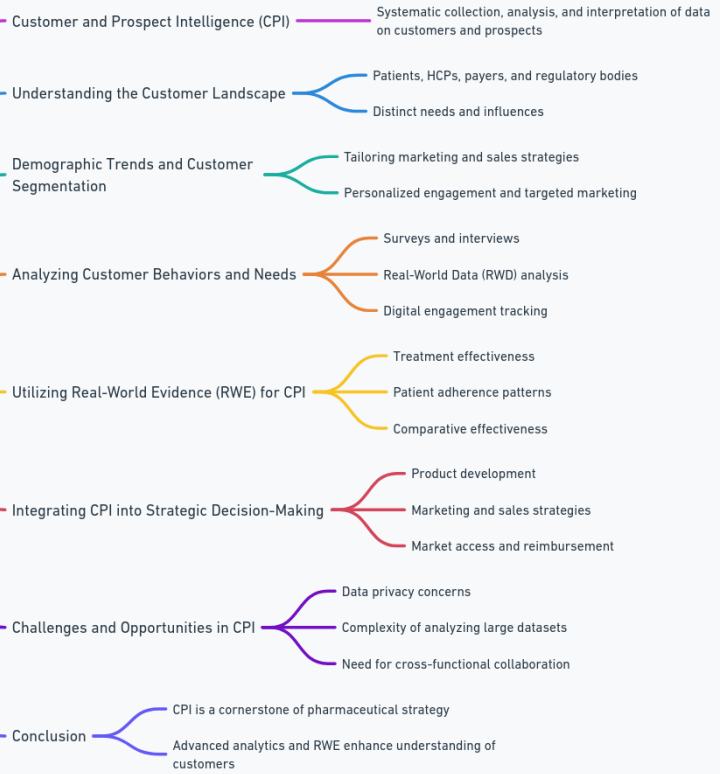 Customer and Prospect Intelligence (CPI)
Systematic collection, analysis, and interpretation of data
on customers and prospects
Understanding the Customer Landscape
Patients, HCPs, payers, and regulatory bodies
Distinct needs and influences
Demographic Trends and Customer
Segmentation
Tailoring marketing and sales strategies
Personalized engagement and targeted marketing
Analyzing Customer Behaviors and Needs
Surveys and interviews
Real-World Data (RWD) analysis
Digital engagement tracking
Utilizing Real-World Evidence (RWE) for CPI
Treatment effectiveness
Patient adherence patterns
Comparative effectiveness
Integrating CPI into Strategic Decision-Making
Product development
Marketing and sales strategies
Market access and reimbursement
Challenges and Opportunities in CPI
Data privacy concerns
Complexity of analyzing large datasets
Need for cross-functional collaboration
Conclusion
CPI is a cornerstone of pharmaceutical strategy
Advanced analytics and RWE enhance understanding of
customers